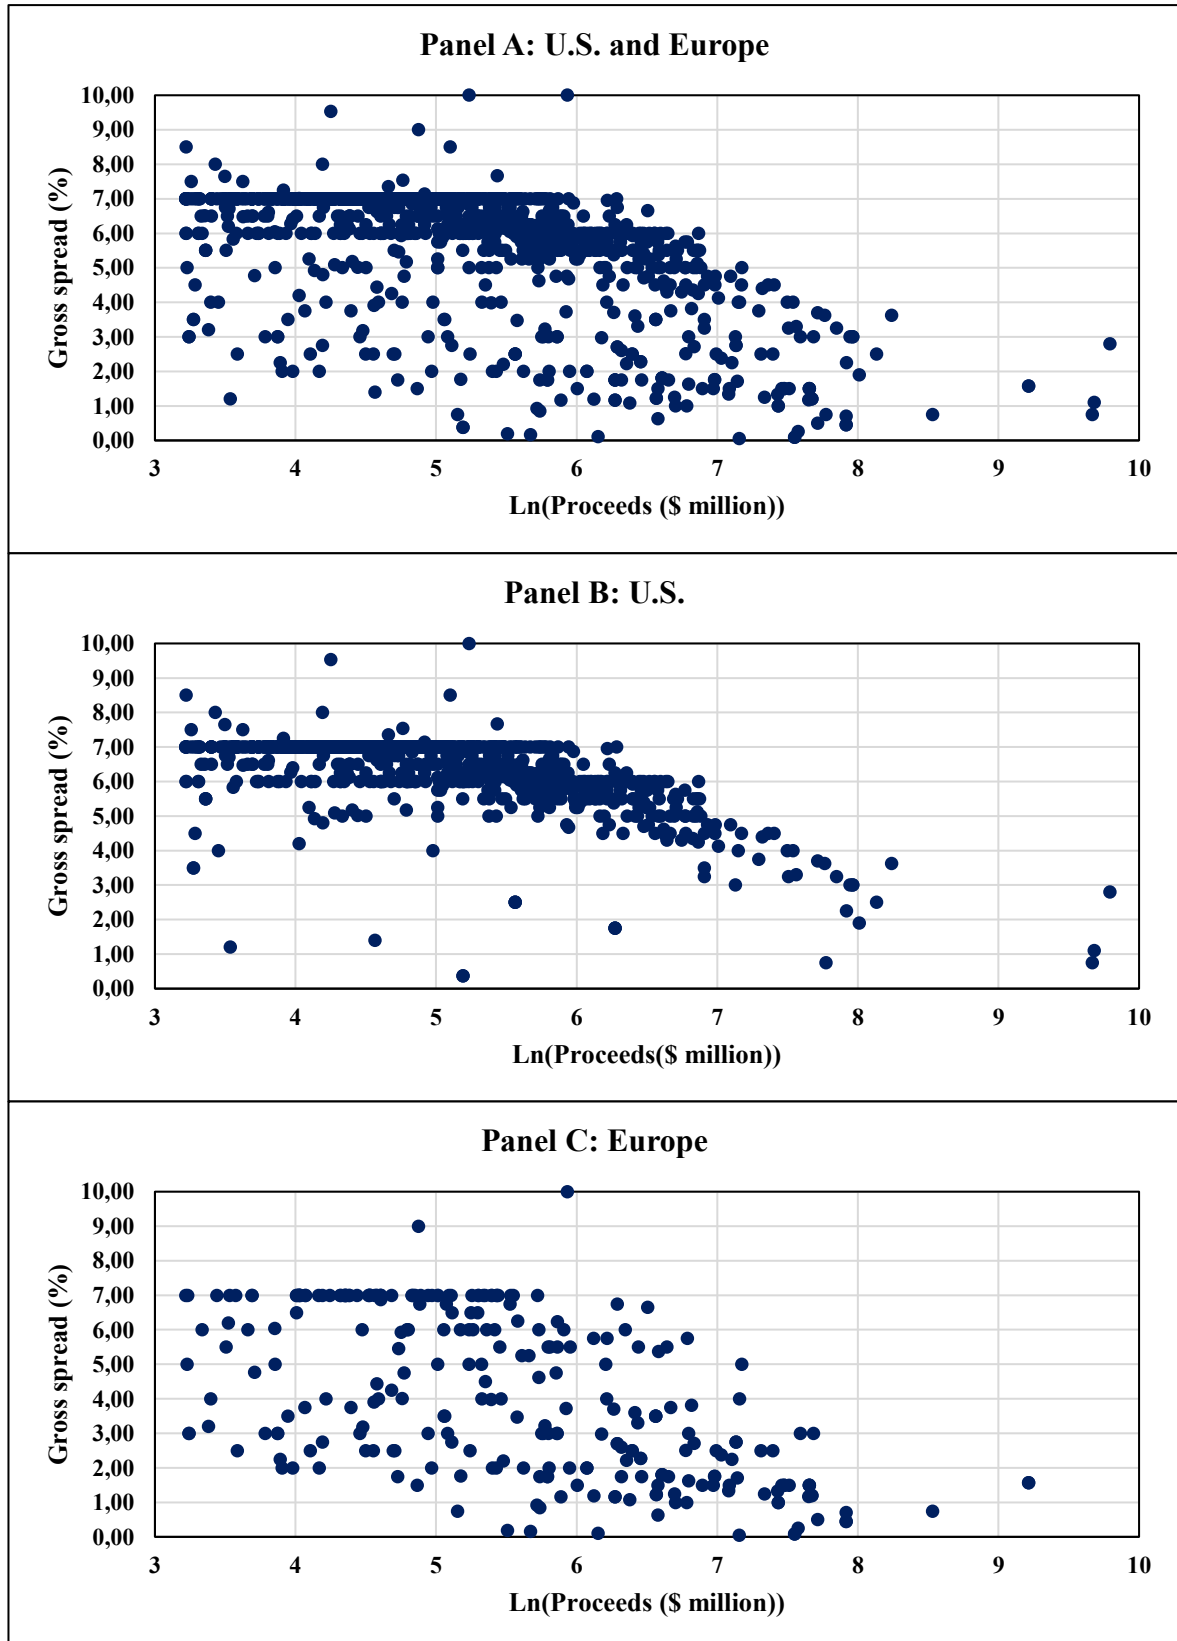 Panel A: U.S. and Europe
10,00
9,00
8,00
7,00
6,00
5,00
4,00
3,00
2,00
1,00
0,00
Gross spread (%)
3 4 5 6 7 8 9 10
Ln(Proceeds ($ million))
Panel B: U.S.
10,00
9,00
8,00
7,00
6,00
5,00
4,00
3,00
2,00
1,00
0,00
Gross spread (%)
3 4 5 6 7 8 9 10
Ln(Proceeds($ million))
Panel C: Europe
10,00
9,00
8,00
7,00
6,00
5,00
4,00
3,00
2,00
1,00
0,00
Gross spread (%)
3 4 5 6 7 8 9 10
Ln(Proceeds ($ million))